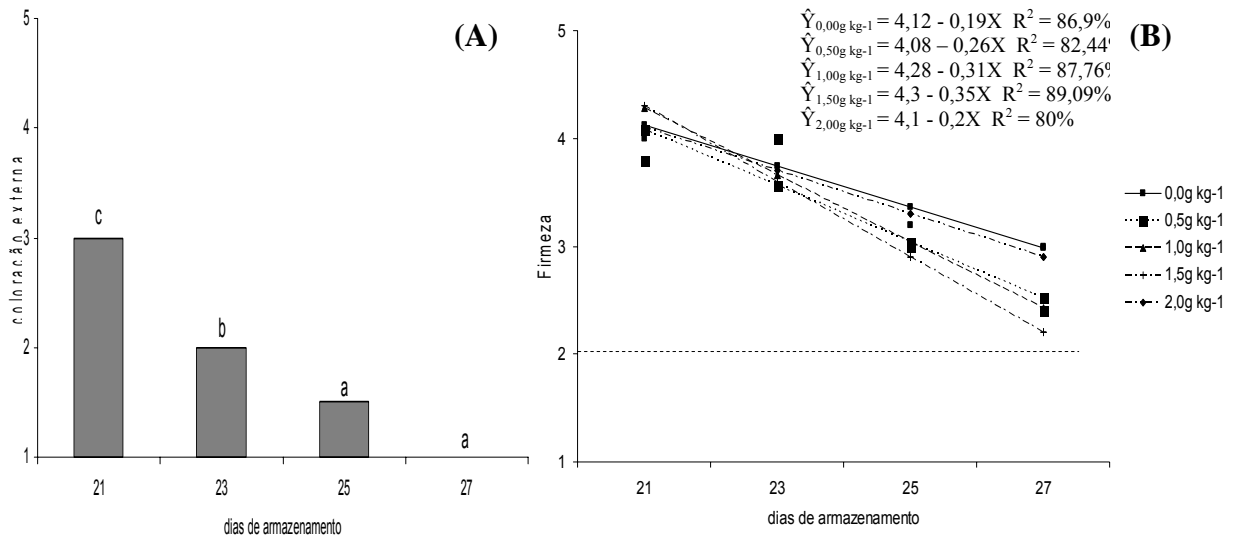 (A)
coloração externa
5
4
3
2
1
c
b
a
a
21 23 25 27
dias de armazenamento
(B)
Ŷ0,00g kg-1 = 4,12 - 0,19X R2 = 86,9%
Ŷ0,50g kg-1 = 4,08 – 0,26X R2 = 82,44%
Ŷ1,00g kg-1 = 4,28 - 0,31X R2 = 87,76%
Ŷ1,50g kg-1 = 4,3 - 0,35X R2 = 89,09%
Ŷ2,00g kg-1 = 4,1 - 0,2X R2 = 80%
Firmeza
5
4
3
2
1
21 23 25 27
dias de armazenamento
0,0g kg-1
0,5g kg-1
1,0g kg-1
1,5g kg-1
2,0g kg-1